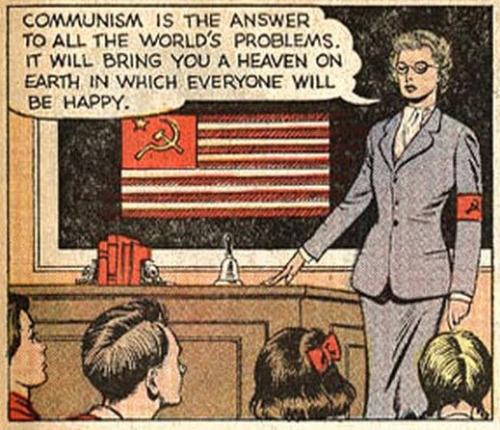 COMMUNISM IS THE ANSWER
TO ALL THE WORLD'S PROBLEMS.
IT WILL BRING YOU A HEAVEN ON
EARTH IN WHICH EVERYONE WILL
BE HAPPY.